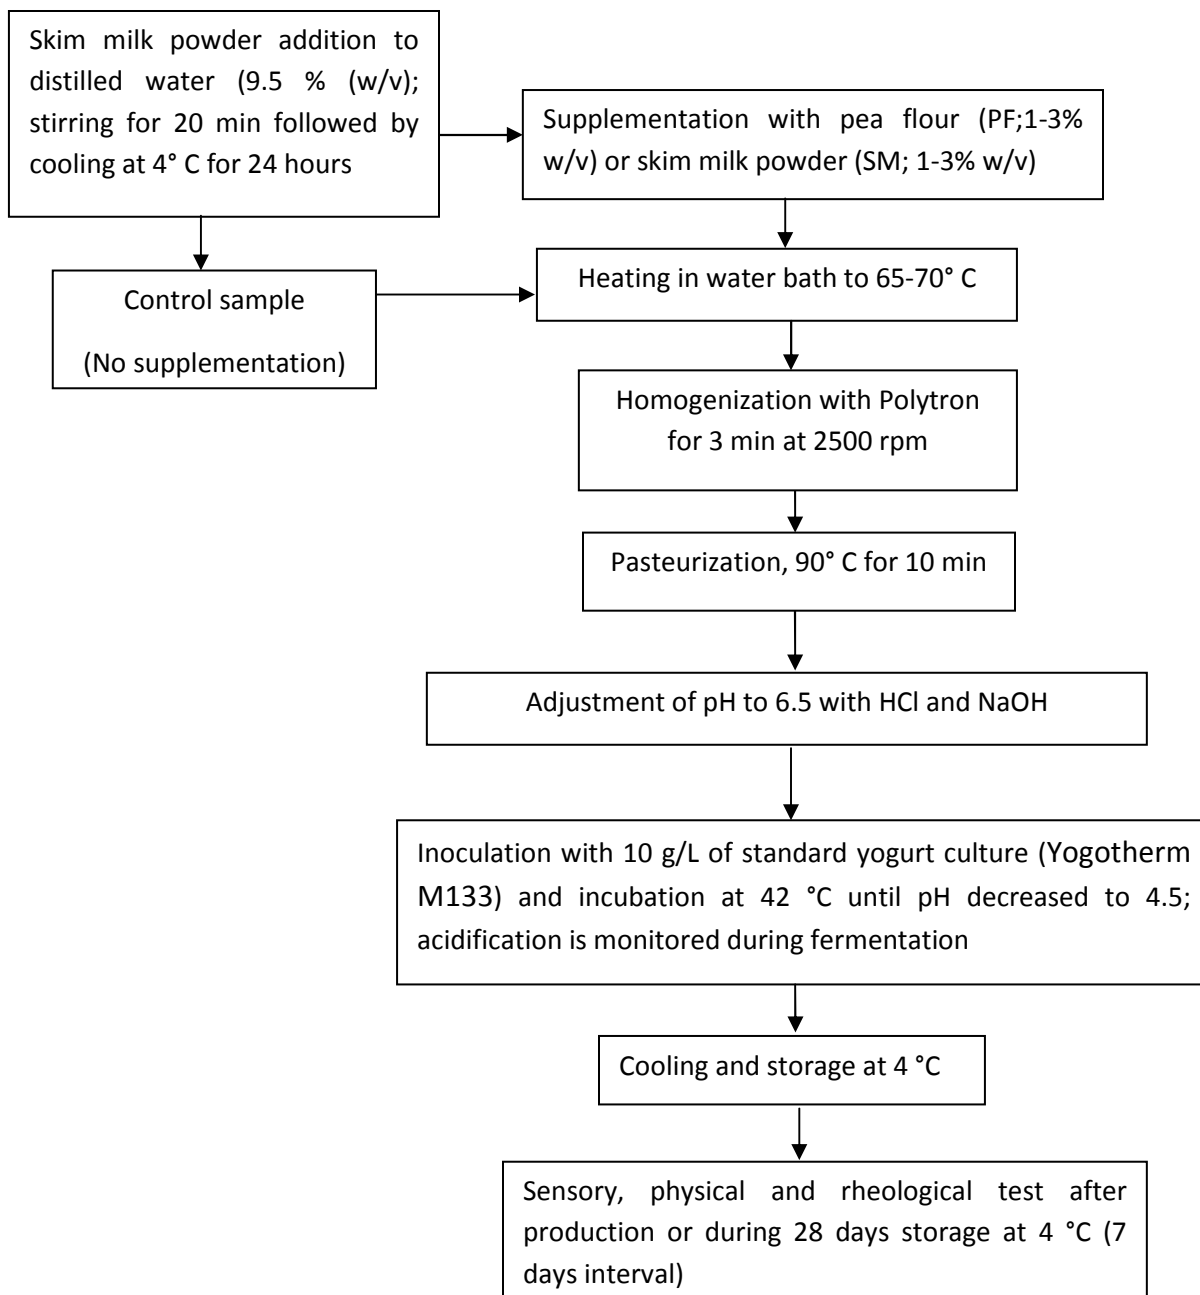 Skim milk powder addition to
distilled water (9.5 % (w/v);
stirring for 20 min followed by
cooling at 4° C for 24 hours
Supplementation with pea flour (PF;1-3%
w/v) or skim milk powder (SM; 1-3% w/v)
Control sample
(No supplementation)
Heating in water bath to 65-70° C
Homogenization with Polytron
for 3 min at 2500 rpm
Pasteurization, 90° C for 10 min
Adjustment of pH to 6.5 with HCl and NaOH
Inoculation with 10 g/L of standard yogurt culture (Yogotherm
M133) and incubation at 42 °C until pH decreased to 4.5;
acidification is monitored during fermentation
Cooling and storage at 4 °C
Sensory, physical and rheological test after
production or during 28 days storage at 4 °C (7
days interval)